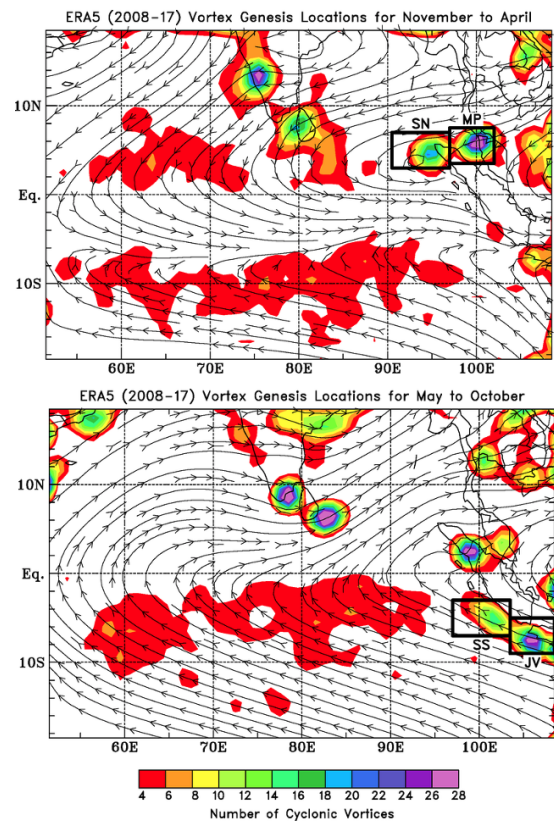 ERA5 (2008-17) Vortex Genesis Locations for November to April
10N
SN MP
Eq.
10S
60E 70E 80E 90E 100E
ERA5 (2008-17) Vortex Genesis Locations for May to October
10N
Eq.
SS
10S
JV
60E 70E 80E 90E 100E
4 6 8 10 12 14 16 18 20 22 24 26 28
Number of Cyclonic Vortices